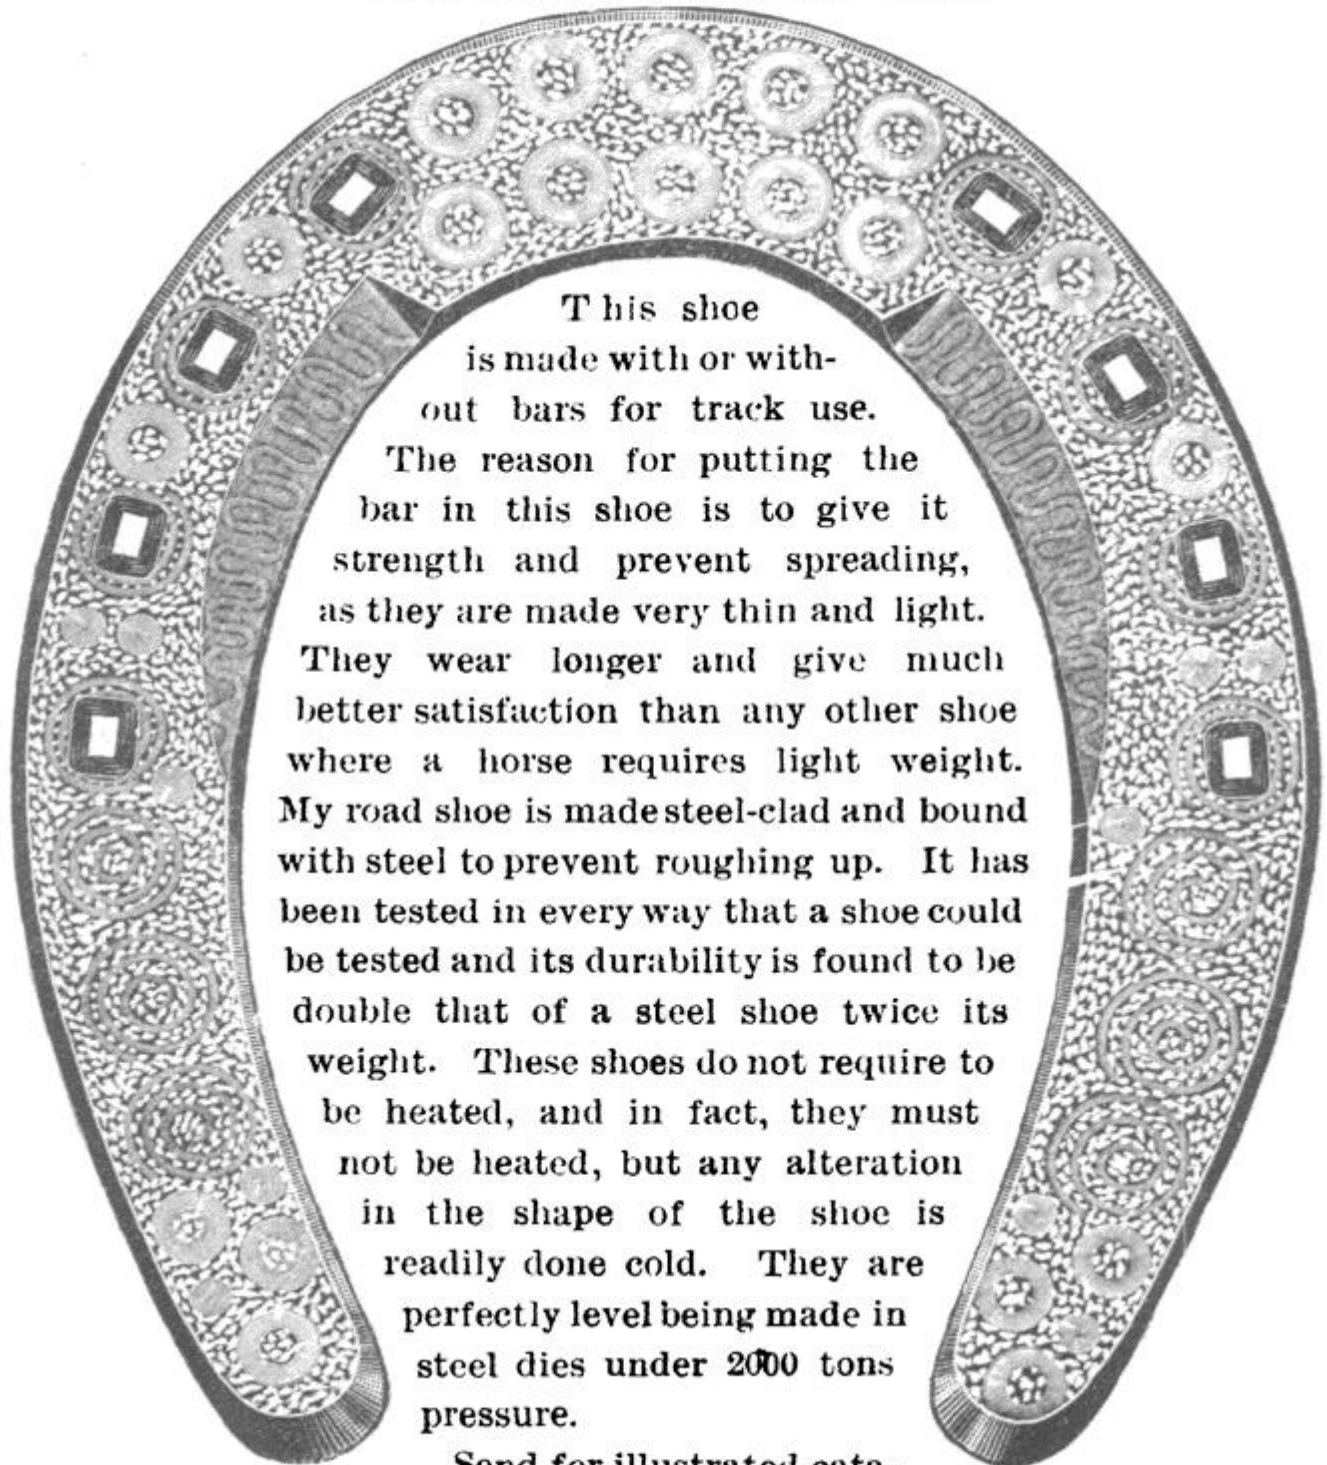 This shoe
is made with or with-
out bars for track use.
The reason for putting the
bar in this shoe is to give it
strength and prevent spreading,
as they are made very thin and light.
They wear longer and give much
better satisfaction than any other shoe
where a horse requires light weight.
My road shoe is made steel-clad and bound
with steel to prevent roughing up. It has
been tested in every way that a shoe could
be tested and its durability is found to be
double that of a steel shoe twice its
weight. These shoes do not require to
be heated, and in fact, they must
not be heated, but any alteration
in the shape of the shoe is
readily done cold. They are
perfectly level being made in
steel dies under 2000 tons
pressure.
Send for illustrated cata-